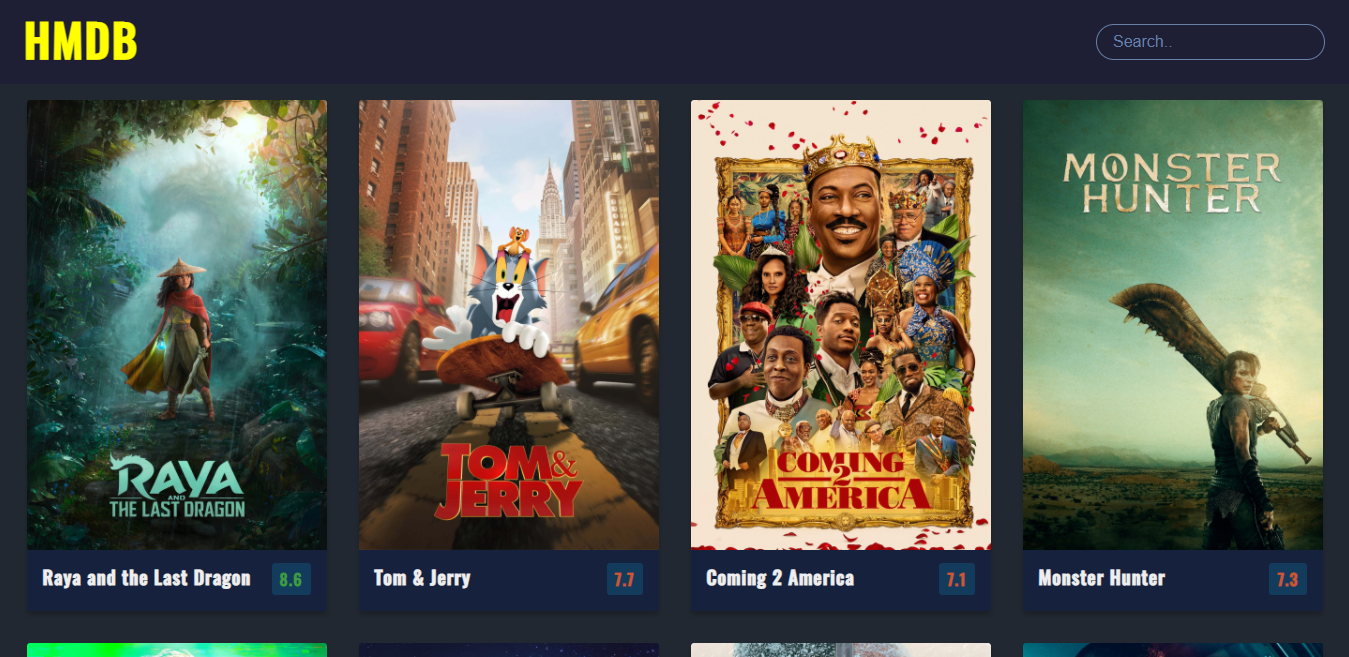 HMDB
Search..
RAYA
AND
THE LAST DRAGON
TOM &
JERRY
COMING
2
AMERICA
MONSTER
HUNTER
Raya and the Last Dragon 8.6
Tom & Jerry 7.7
Coming 2 America 7.1
Monster Hunter 7.3